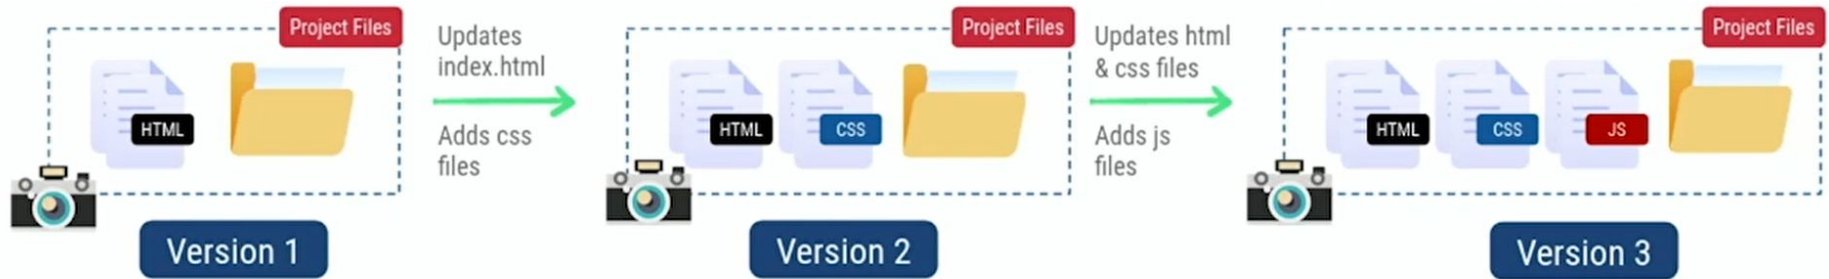 Project Files
HTML
Version 1
Updates
index.html
Adds css
files
Project Files
HTML
CSS
Version 2
Updates html
& css files
Adds js
files
Project Files
HTML
CSS
JS
Version 3